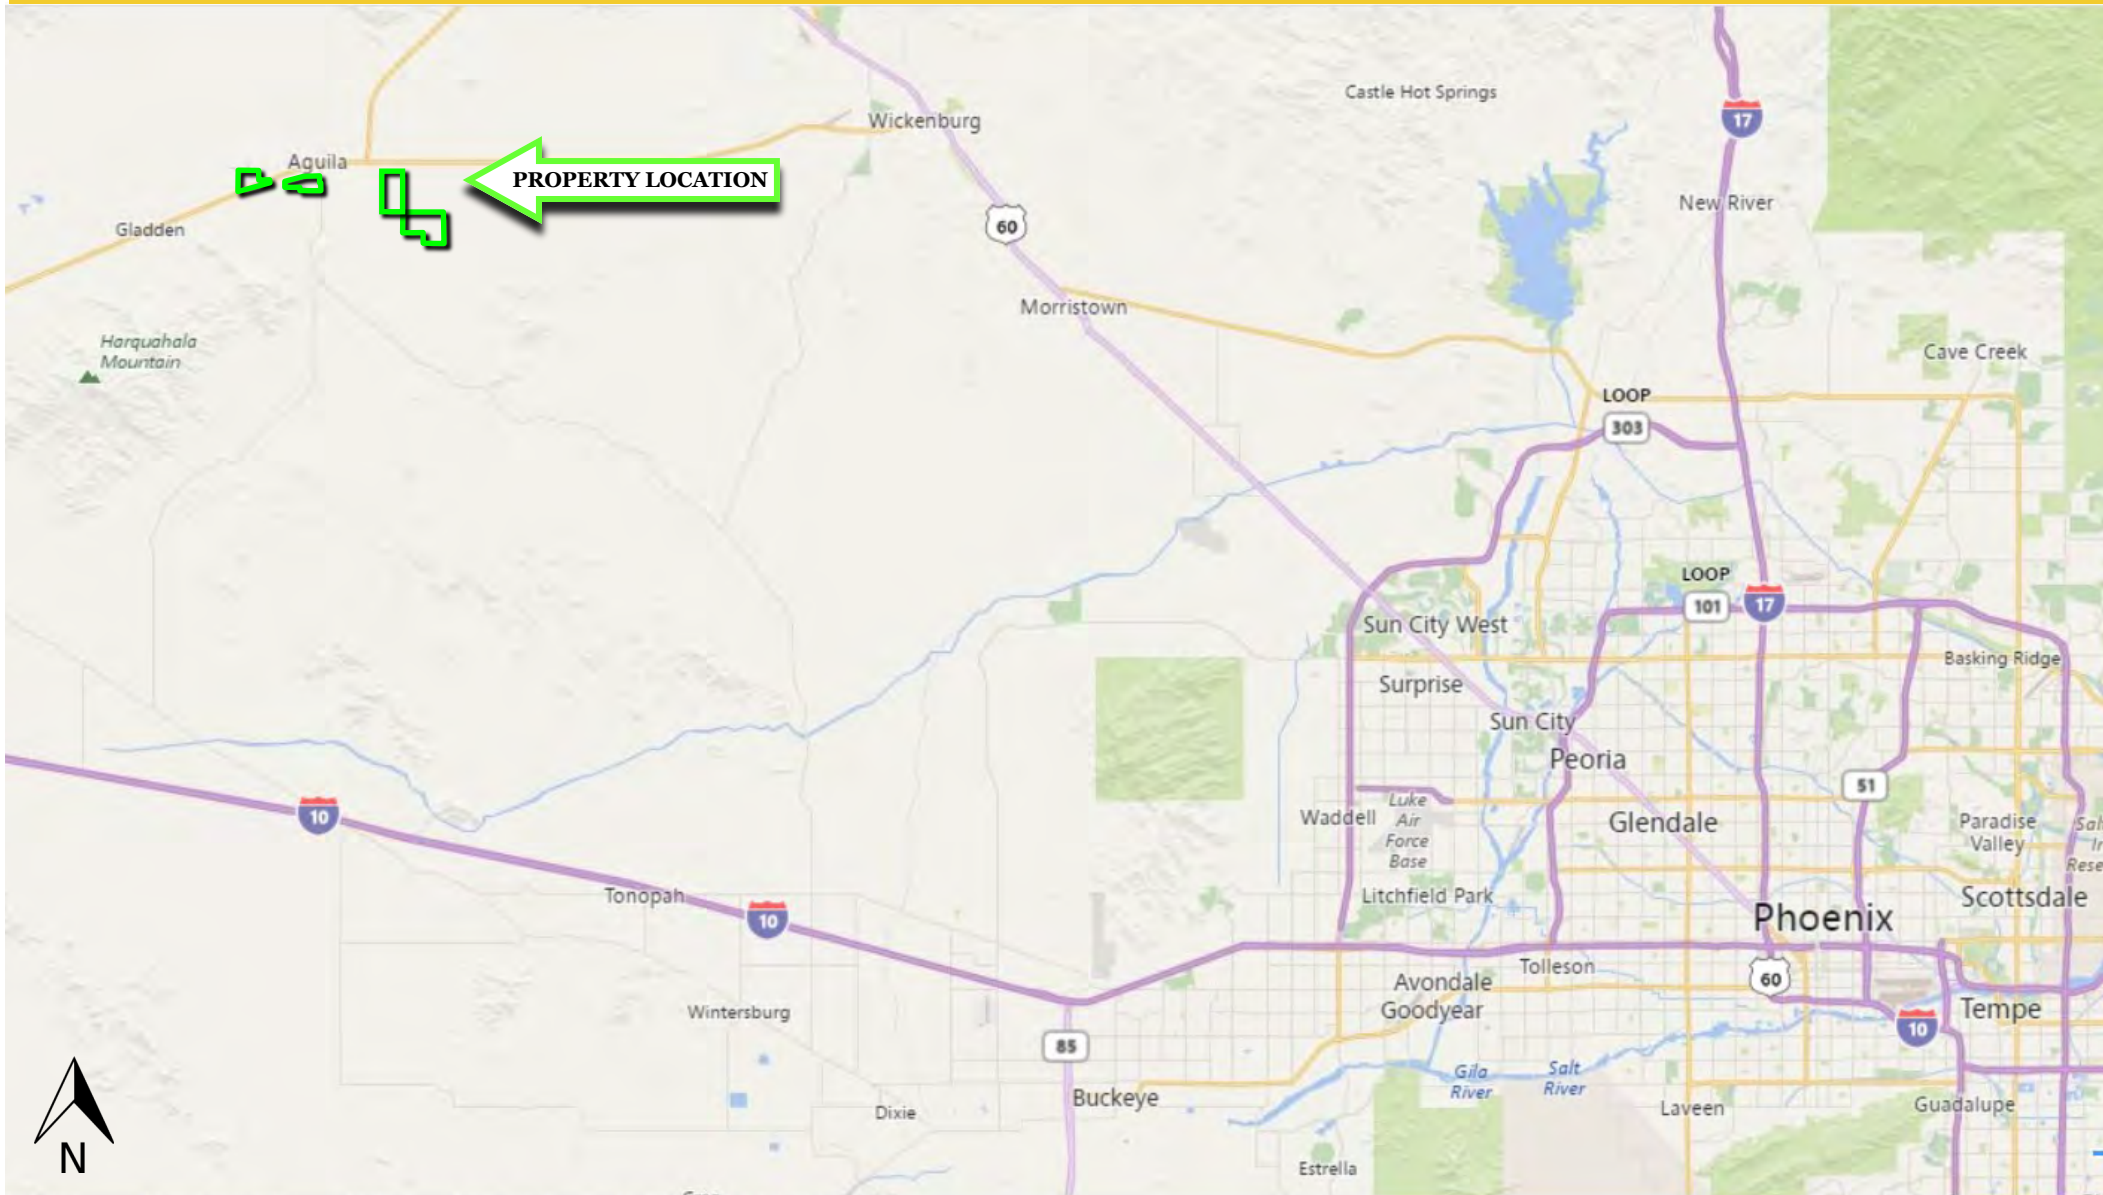 Castle Hot Springs
17
Wickenburg
Aguila
PROPERTY LOCATION
New River
60
Gladden
Morristown
Harquahala
Mountain
Cave Creek
LOOP
303
LOOP
101
17
Sun City West
Basking Ridge
Surprise
Sun City
Peoria
51
10
Luke
Air
Force
Base
Waddell
Glendale
Paradise
Valley
Tonopah
10
Litchfield Park
Scottsdale
Phoenix
Tolleson
60
Avondale
Goodyear
Wintersburg
Tempe
10
85
Gila
River
Salt
River
Buckeye
Dixie
Laveen
Guadalupe
Estrella
N